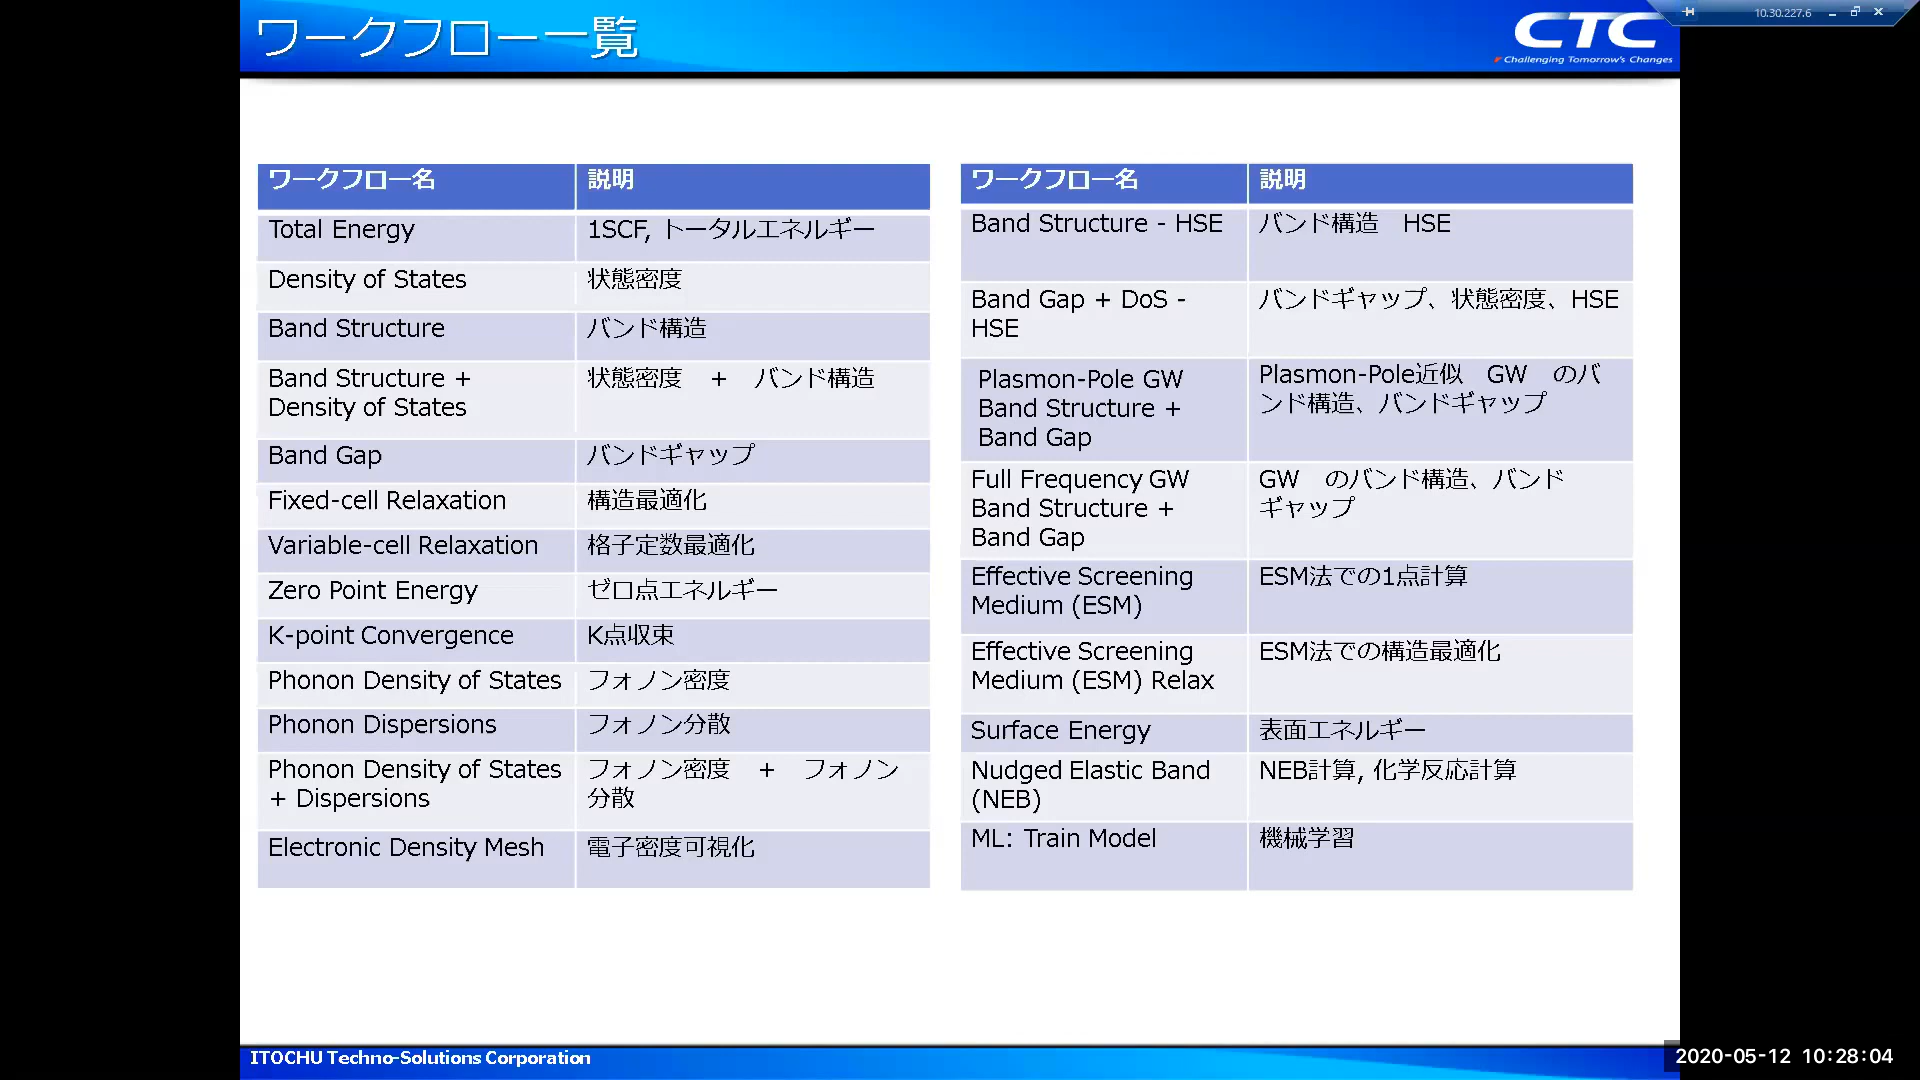 ワークフロー一覧
CTC
Challenging Tomorrow's Changes
10.30.227.6
ワークフロー名 説明
Total Energy 1SCF, トータルエネルギー
Density of States 状態密度
Band Structure バンド構造
Band Structure + 状態密度　+　バンド構造
Density of States
Band Gap バンドギャップ
Fixed-cell Relaxation 構造最適化
Variable-cell Relaxation 格子定数最適化
Zero Point Energy ゼロ点エネルギー
K-point Convergence K点収束
Phonon Density of States フォノン密度
Phonon Dispersions フォノン分散
Phonon Density of States フォノン密度　+　フォノン
+ Dispersions 分散
Electronic Density Mesh 電子密度可視化
ワークフロー名 説明
Band Structure - HSE バンド構造　HSE
Band Gap + DoS - バンドギャップ、状態密度、HSE
HSE
Plasmon-Pole GW Plasmon-Pole近似　GW　のバ
Band Structure + ンド構造、バンドギャップ
Band Gap
Full Frequency GW GW　のバンド構造、バンド
Band Structure + ギャップ
Band Gap
Effective Screening ESM法での1点計算
Medium (ESM)
Effective Screening ESM法での構造最適化
Medium (ESM) Relax
Surface Energy 表面エネルギー
Nudged Elastic Band NEB計算, 化学反応計算
(NEB)
ML: Train Model 機械学習
ITOCHU Techno-Solutions Corporation
2020-05-12 10:28:04